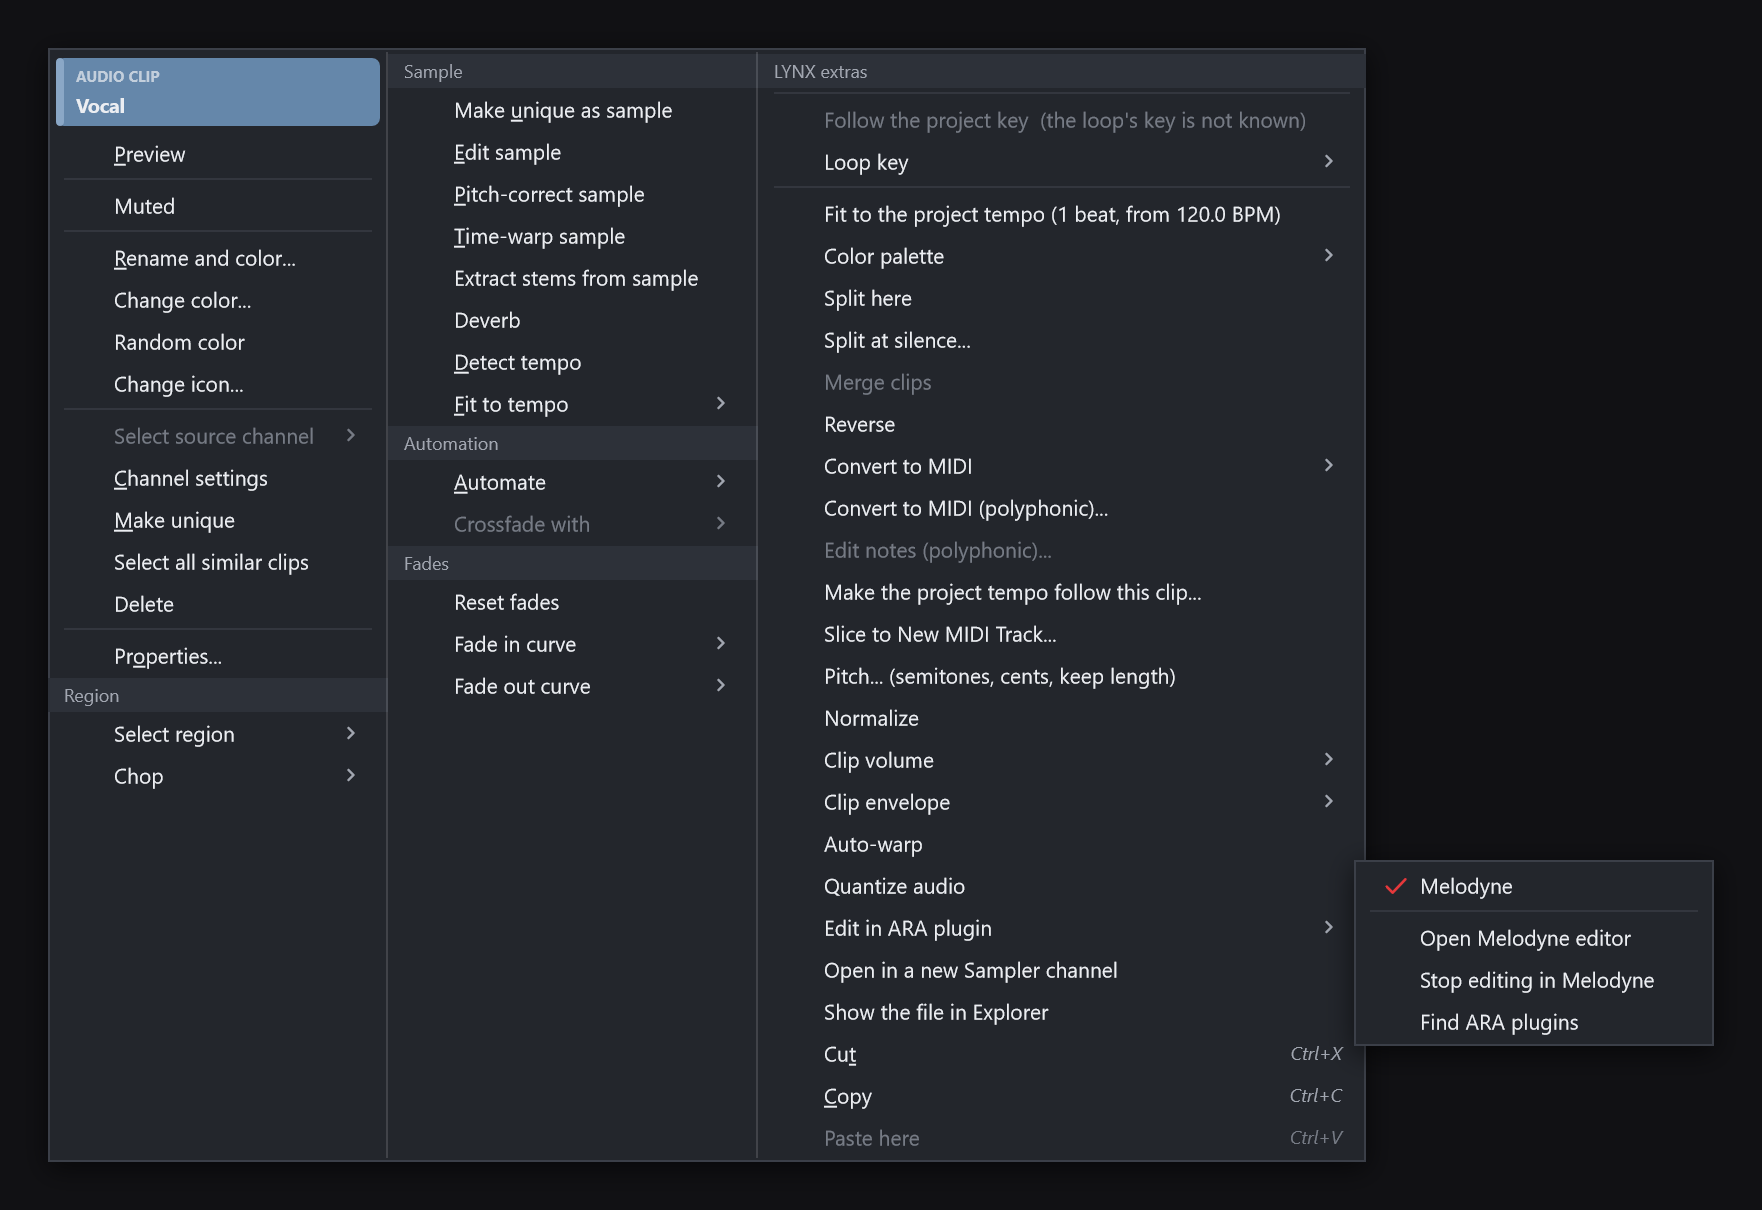 AUDIO CLIP
Vocal
Preview
Muted
Rename and color...
Change color...
Random color
Change icon...
Select source channel
Channel settings
Make unique
Select all similar clips
Delete
Properties...
Region
Select region
Chop
Sample
Make unique as sample
Edit sample
Pitch-correct sample
Time-warp sample
Extract stems from sample
Deverb
Detect tempo
Fit to tempo
Automation
Automate
Crossfade with
Fades
Reset fades
Fade in curve
Fade out curve
LYNX extras
Follow the project key (the loop's key is not known)
Loop key
Fit to the project tempo (1 beat, from 120.0 BPM)
Color palette
Split here
Split at silence...
Merge clips
Reverse
Convert to MIDI
Convert to MIDI (polyphonic)...
Edit notes (polyphonic)...
Make the project tempo follow this clip...
Slice to New MIDI Track...
Pitch... (semitones, cents, keep length)
Normalize
Clip volume
Clip envelope
Auto-warp
Quantize audio
Edit in ARA plugin
Open in a new Sampler channel
Show the file in Explorer
Cut Ctrl+X
Copy Ctrl+C
Paste here Ctrl+V
Melodyne
Open Melodyne editor
Stop editing in Melodyne
Find ARA plugins